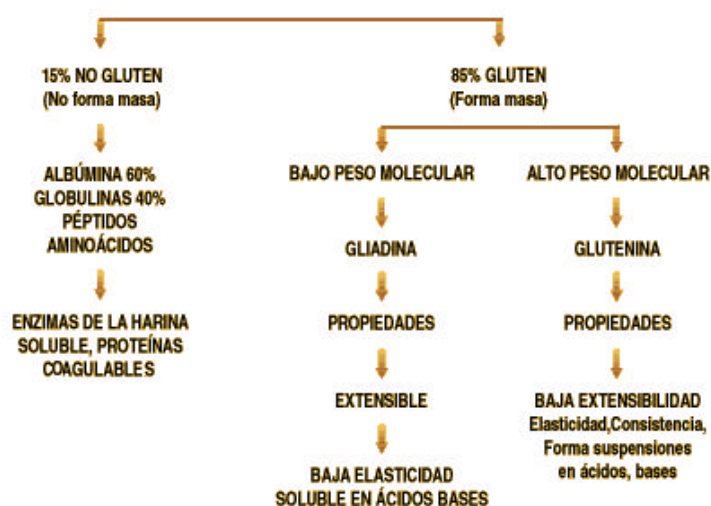 15% NO GLUTEN
(No forma masa)
85% GLUTEN
(Forma masa)
ALBÚMINA 60%
GLOBULINAS 40%
PÉPTIDOS
AMINOÁCIDOS
ENZIMAS DE LA HARINA
SOLUBLE, PROTEÍNAS
COAGULABLES
BAJO PESO MOLECULAR
GLIADINA
PROPIEDADES
EXTENSIBLE
BAJA ELASTICIDAD
SOLUBLE EN ÁCIDOS BASES
ALTO PESO MOLECULAR
GLUTENINA
PROPIEDADES
BAJA EXTENSIBILIDAD
Elasticidad,Consistencia,
Forma suspensiones
en ácidos, bases